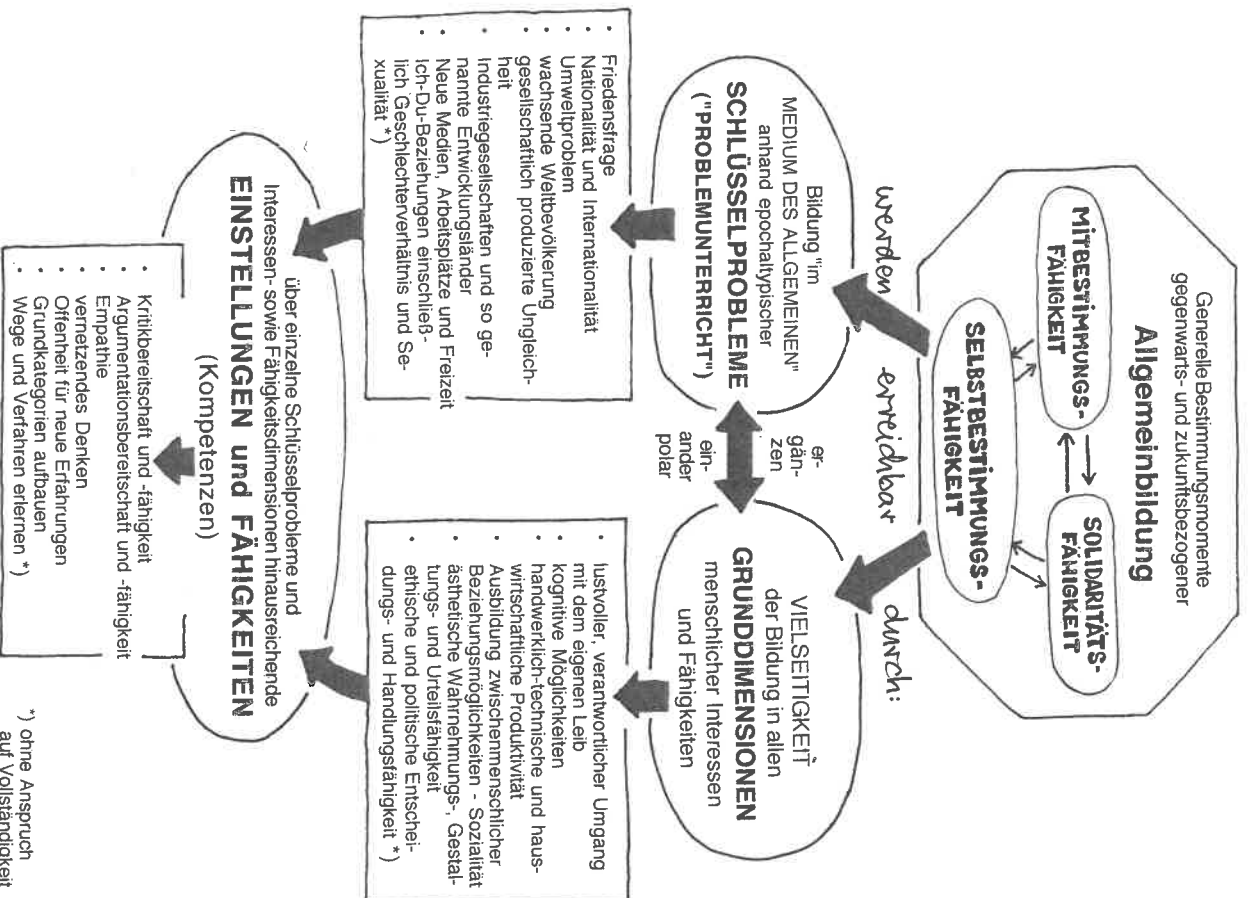 Generelle Bestimmungsmomente
gegenwarts- und zukunftsbezogener
Allgemeinbildung
MITBESTIMMUNGS-
FÄHIGKEIT
SOLIDARITÄTS-
FÄHIGKEIT
SELBSTBESTIMMUNGS-
FÄHIGKEIT
werden erreichbar durch:
Bildung "im
MEDIUM DES ALLGEMEINEN"
anhand epochaltypischer
SCHLÜSSELPROBLEME
("PROBLEMUNTERRICHT")
er-
gän-
zen
ein-
ander
polar
VIELSEITIGKEIT
der Bildung in allen
GRUNDDIMENSIONEN
menschlicher Interessen
und Fähigkeiten
• Friedensfrage
• Nationalität und Internationalität
• Umweltproblem
• wachsende Weltbevölkerung
• gesellschaftlich produzierte Ungleich-
heit
• Industriegesellschaften und so ge-
nannte Entwicklungsländer
• Neue Medien, Arbeitsplätze und Freizeit
• Ich-Du-Beziehungen einschließ-
lich Geschlechterverhältnis und Se-
xualität *)
• lustvoller, verantwortlicher Umgang
mit dem eigenen Leib
• kognitive Möglichkeiten
• handwerklich-technische und haus-
wirtschaftliche Produktivität
• Ausbildung zwischenmenschlicher
Beziehungsmöglichkeiten - Sozialität
• ästhetische Wahrnehmungs-, Gestal-
tungs- und Urteilsfähigkeit
• ethische und politische Entschei-
dungs- und Handlungsfähigkeit *)
über einzelne Schlüsselprobleme und
Interessen- sowie Fähigkeitsdimensionen hinausreichende
EINSTELLUNGEN und FÄHIGKEITEN
(Kompetenzen)
• Kritikbereitschaft und -fähigkeit
• Argumentationsbereitschaft und -fähigkeit
• Empathie
• vernetzendes Denken
• Offenheit für neue Erfahrungen
• Grundkategorien aufbauen
• Wege und Verfahren erlernen *)
*) ohne Anspruch
auf Vollständigkeit